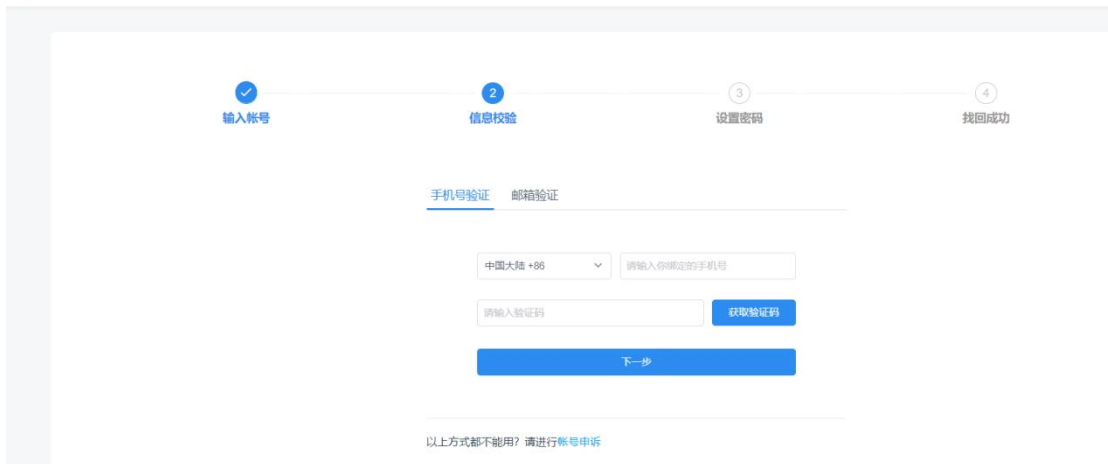 2 3 4
输入帐号 信息校验 设置密码 找回成功
手机号验证 邮箱验证
中国大陆 +86 请输入你绑定的手机号
请输入验证码 获取验证码
下一步
以上方式都不能用？请进行帐号申诉